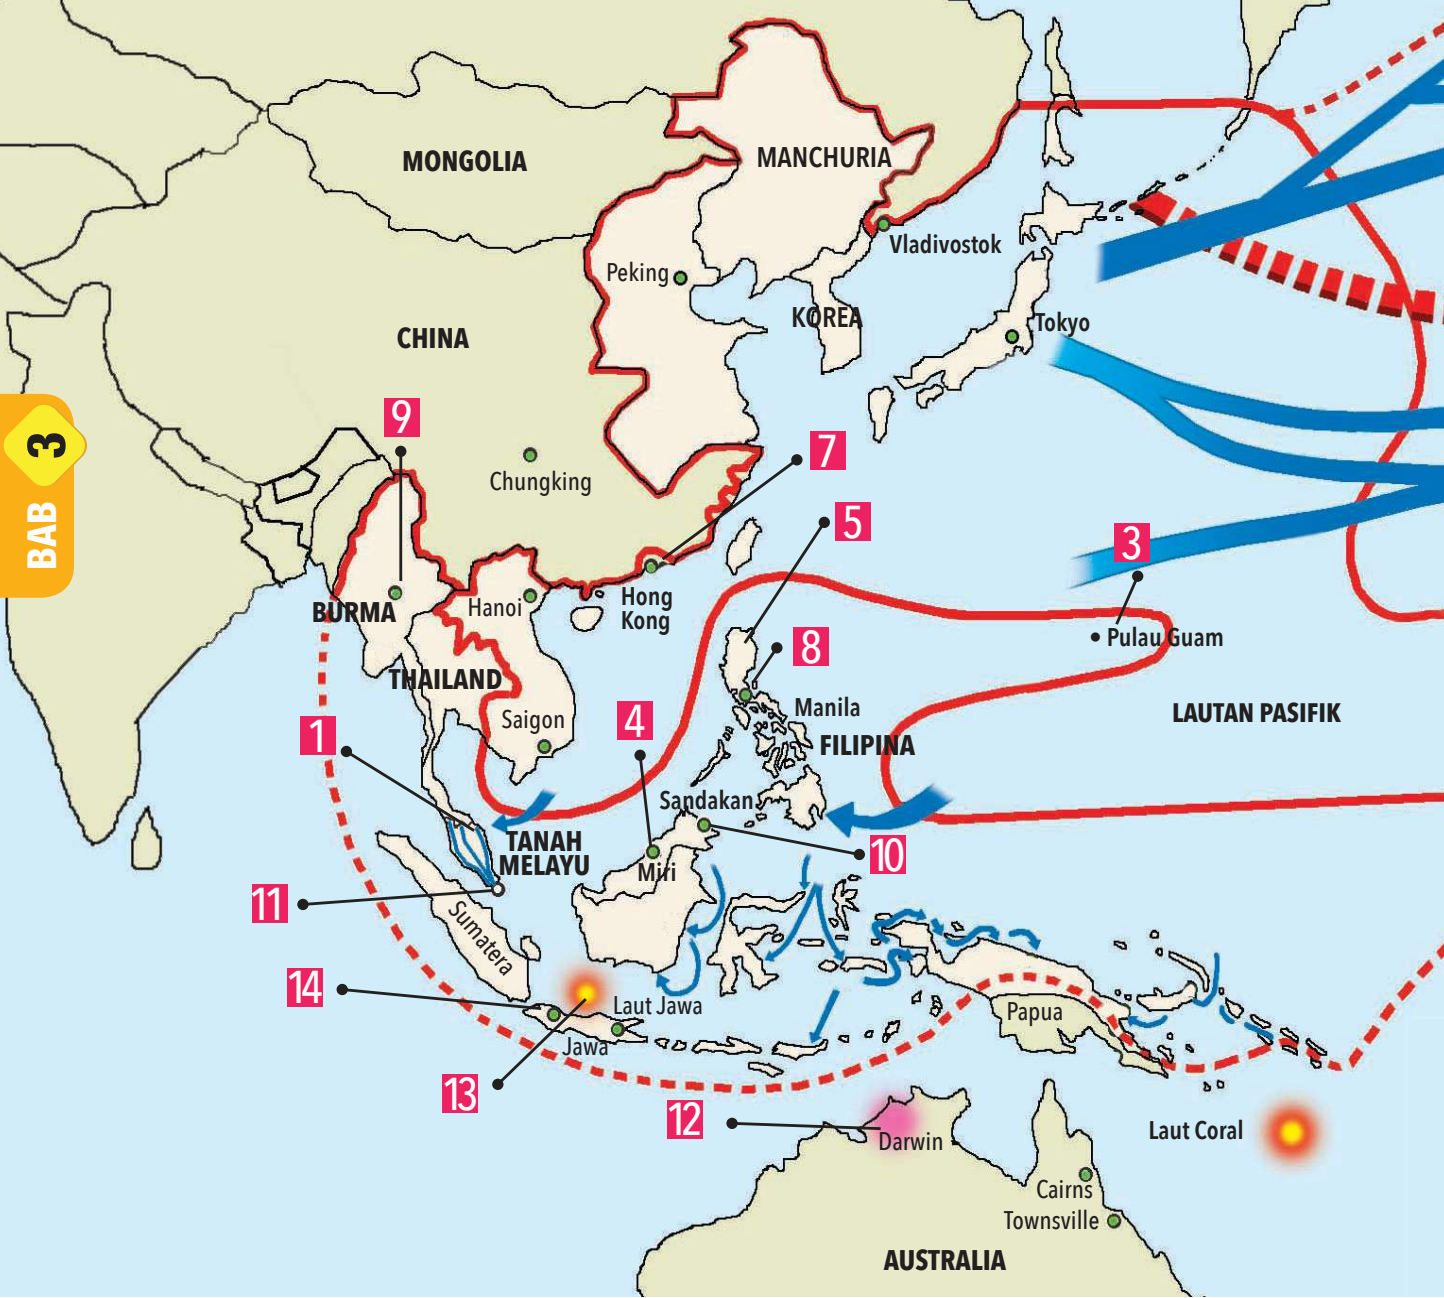 MONGOLIA
MANCHURIA
Vladivostok
Peking
KOREA
Tokyo
CHINA
BAB 3
9
Chungking
7
5
3
BURMA
Hanoi
Hong
Kong
Pulau Guam
8
THAILAND
Saigon
4
Manila
FILIPINA
LAUTAN PASIFIK
1
Sandakan
TANAH
MELAYU
Miri
10
11
Sumatera
14
Laut Jawa
Jawa
Papua
13
12
Darwin
Laut Coral
Cairns
Townsville
AUSTRALIA